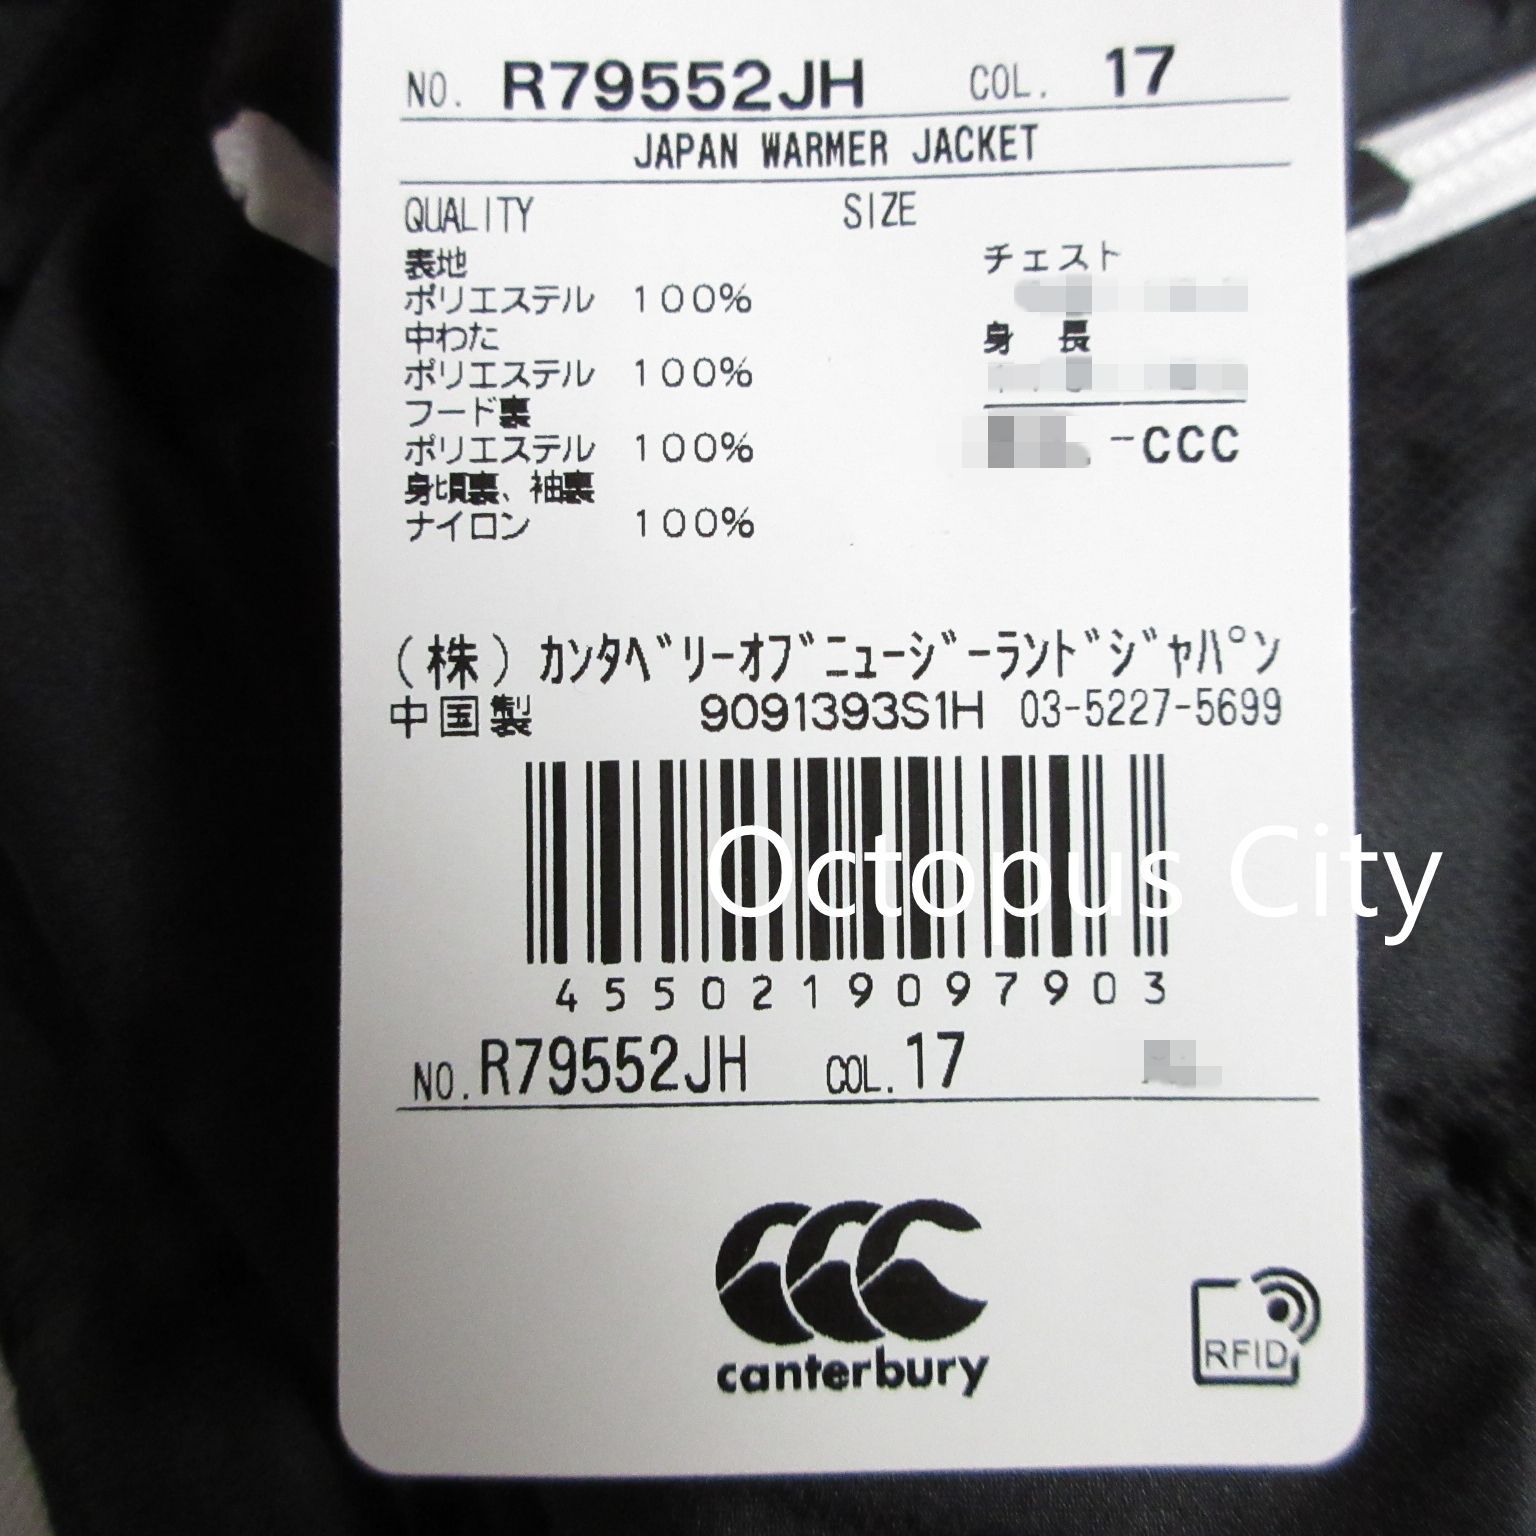 NO. R79552JH COL. 17
JAPAN WARMER JACKET
QUALITY SIZE
表地
チェスト
ポリエステル 100%
中わた
身 長
ポリエステル 100%
フード裏
ポリエステル 100%
-CCC
身頃裏、袖裏
ナイロン 100%
(株)カンタベリーオブニュージーランドジャパン
中国製 9091393S1H 03-5227-5699
Octopus City
4550219097903
NO. R79552JH COL. 17
canterbury
RFID